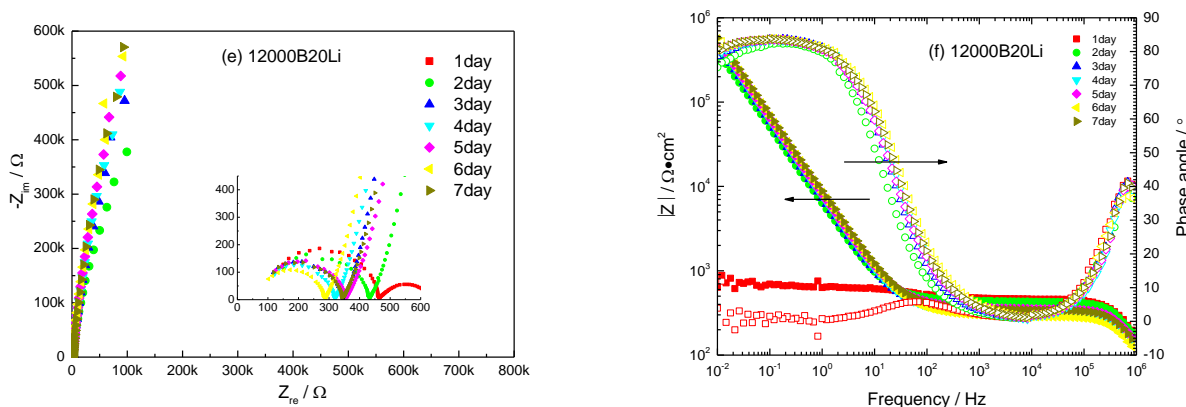 (e) 12000B20Li
1day
2day
3day
4day
5day
6day
7day
600k
500k
400k
300k
200k
100k
0
-Z_im / Ω
400
300
200
100
0
0 100 200 300 400 500 600
0 100k 200k 300k 400k 500k 600k 700k 800k
Z_re / Ω
(f) 12000B20Li
1day
2day
3day
4day
5day
6day
7day
10^6
10^5
10^4
10^3
10^2
|Z| / Ω•cm^2
90
80
70
60
50
40
30
20
10
0
-10
Phase angle / °
10^-2 10^-1 10^0 10^1 10^2 10^3 10^4 10^5 10^6
Frequency / Hz